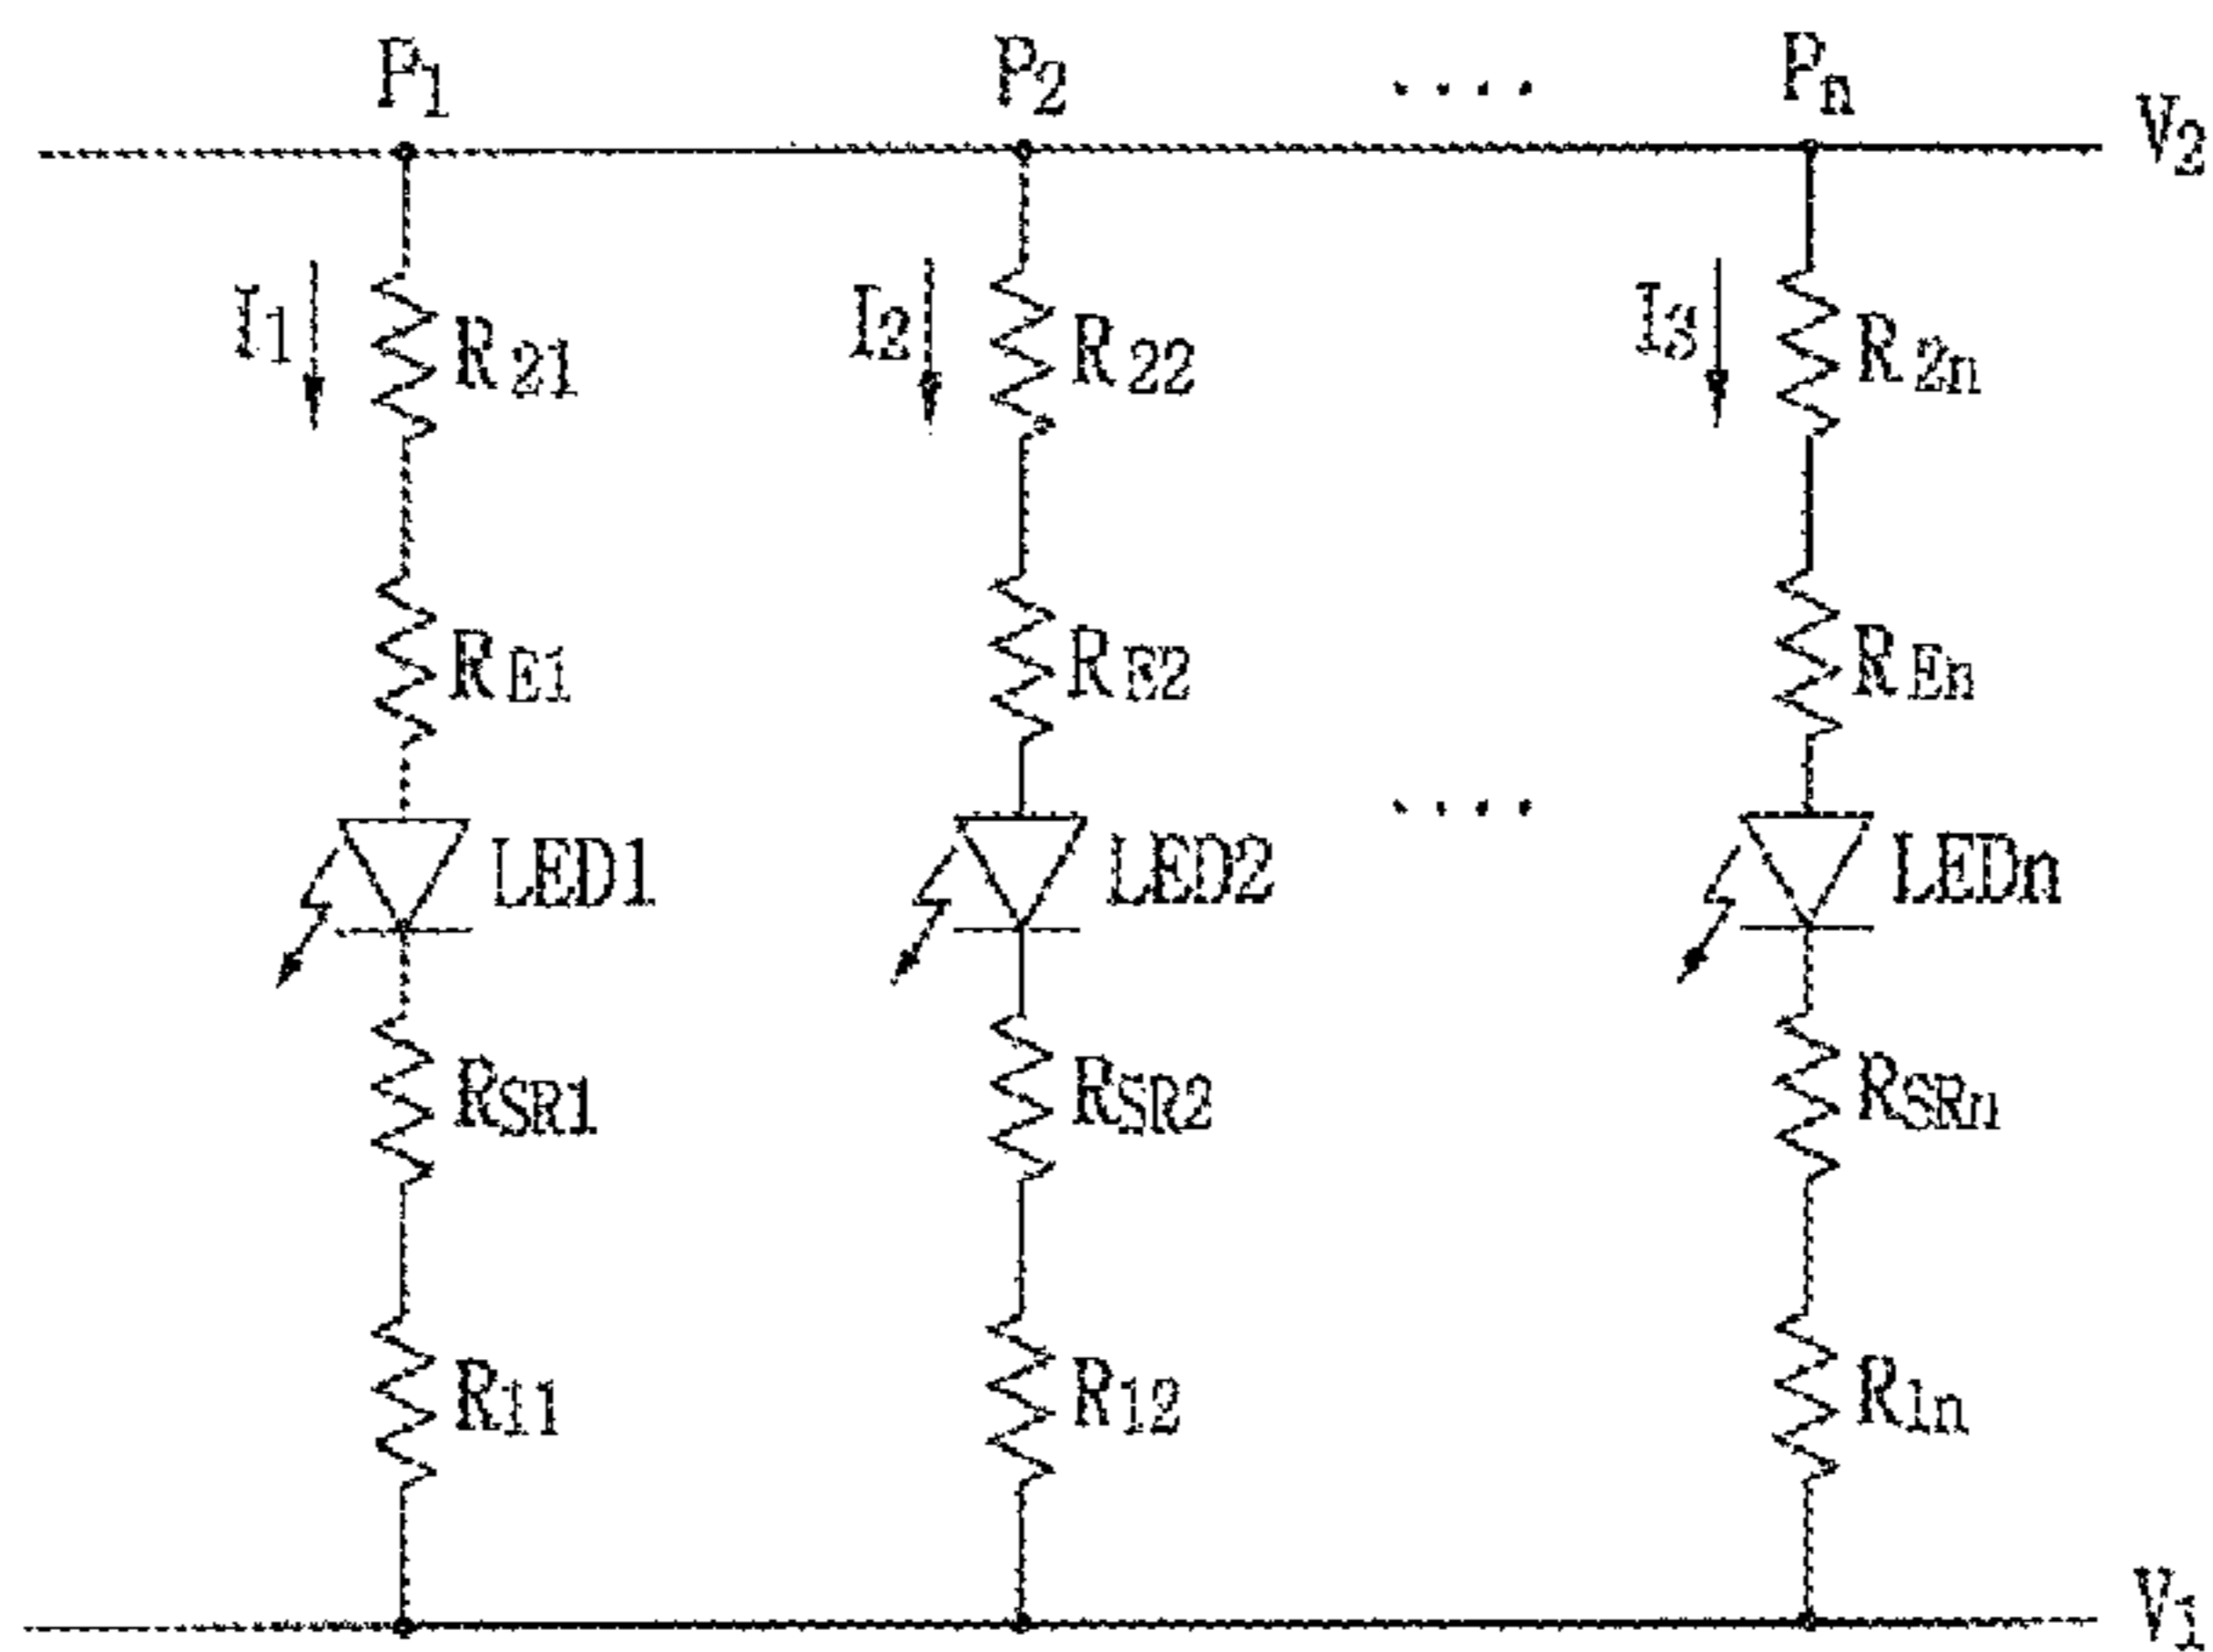 P1 P2 .... Pn
V2
I1 R21 I2 R22 I3 R2n
RE1 RE2 REn
....
LED1 LED2 LEDn
RSR1 RSR2 RSRn
R11 R12 R1n
V1